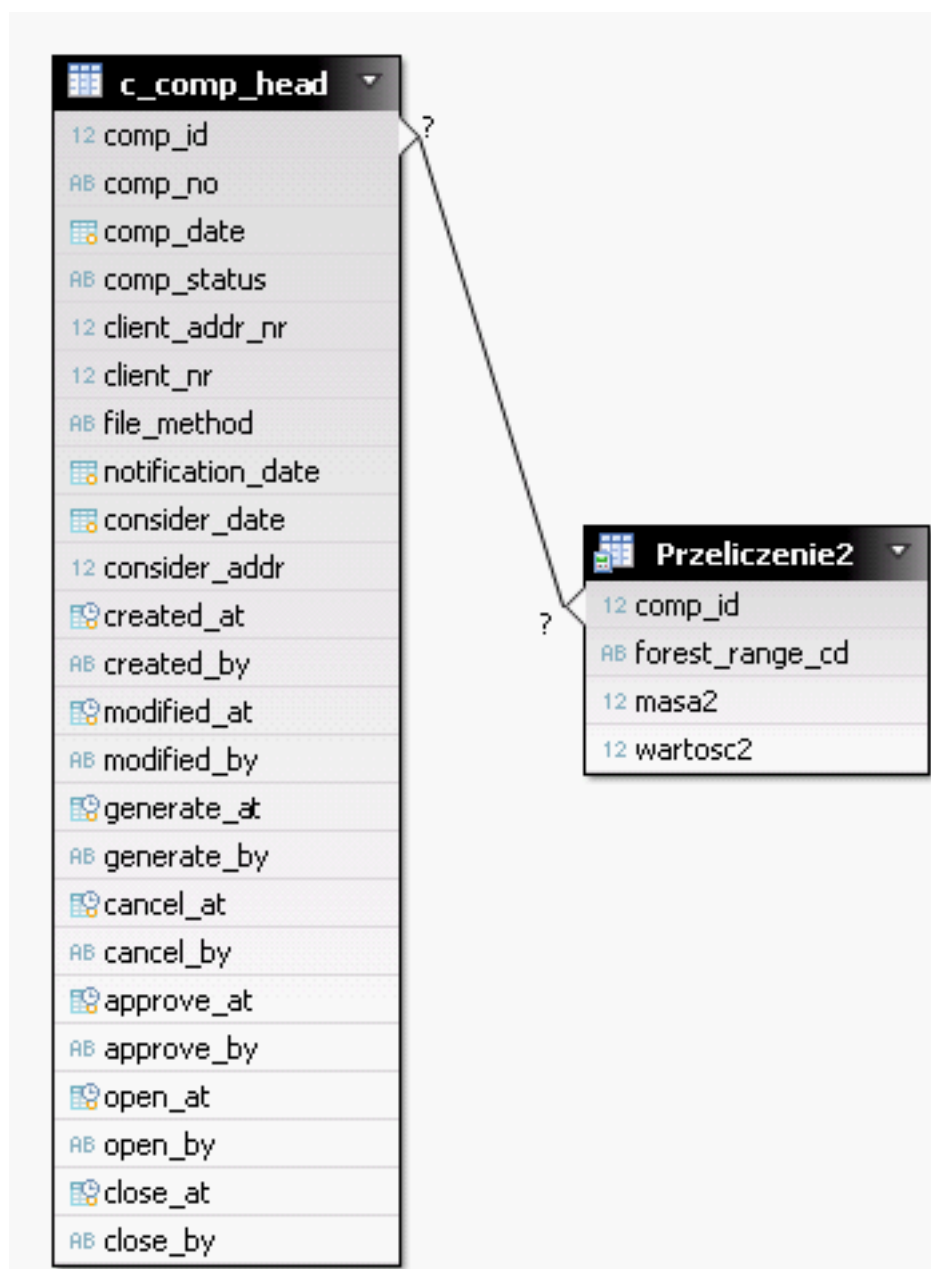 c_comp_head
12 comp_id
?
AB comp_no
comp_date
AB comp_status
12 client_addr_nr
12 client_nr
AB file_method
notification_date
consider_date
12 consider_addr
created_at
AB created_by
modified_at
AB modified_by
generate_at
AB generate_by
cancel_at
AB cancel_by
approve_at
AB approve_by
open_at
AB open_by
close_at
AB close_by
Przeliczenie2
12 comp_id
?
AB forest_range_cd
12 masa2
12 wartosc2